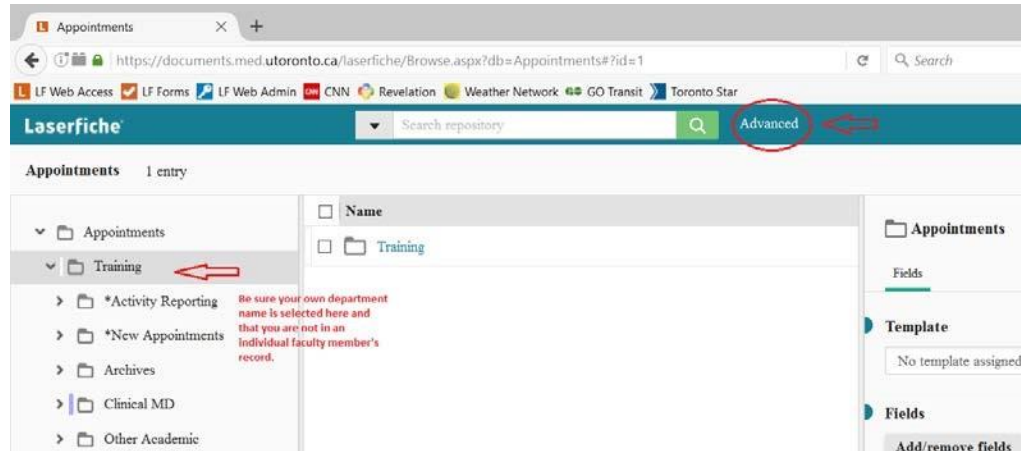 Appointments
https://documents.med.utoronto.ca/laserfiche/Browse.aspx?db=Appointments#?id=1
Search
LF Web Access LF Forms LF Web Admin CNN Revelation Weather Network GO Transit Toronto Star
Laserfiche
Search repository
Advanced
Appointments 1 entry
Appointments
Training
*Activity Reporting
*New Appointments
Archives
Clinical MD
Other Academic
Be sure your own department
name is selected here and
that you are not in an
individual faculty member's
record.
Name
Training
Appointments
Fields
Template
No template assigned
Fields
Add/remove fields